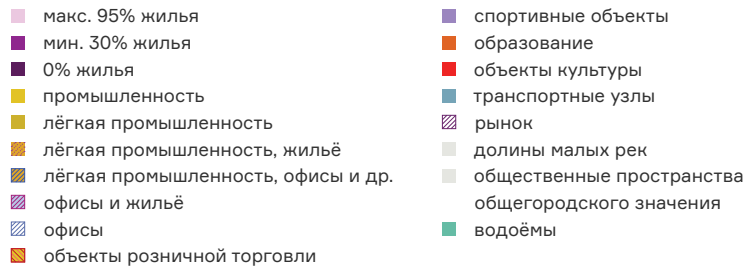 макс. 95% жилья
мин. 30% жилья
0% жилья
промышленность
лёгкая промышленность
лёгкая промышленность, жильё
лёгкая промышленность, офисы и др.
офисы и жильё
офисы
объекты розничной торговли
спортивные объекты
образование
объекты культуры
транспортные узлы
рынок
долины малых рек
общественные пространства
общегородского значения
водоёмы